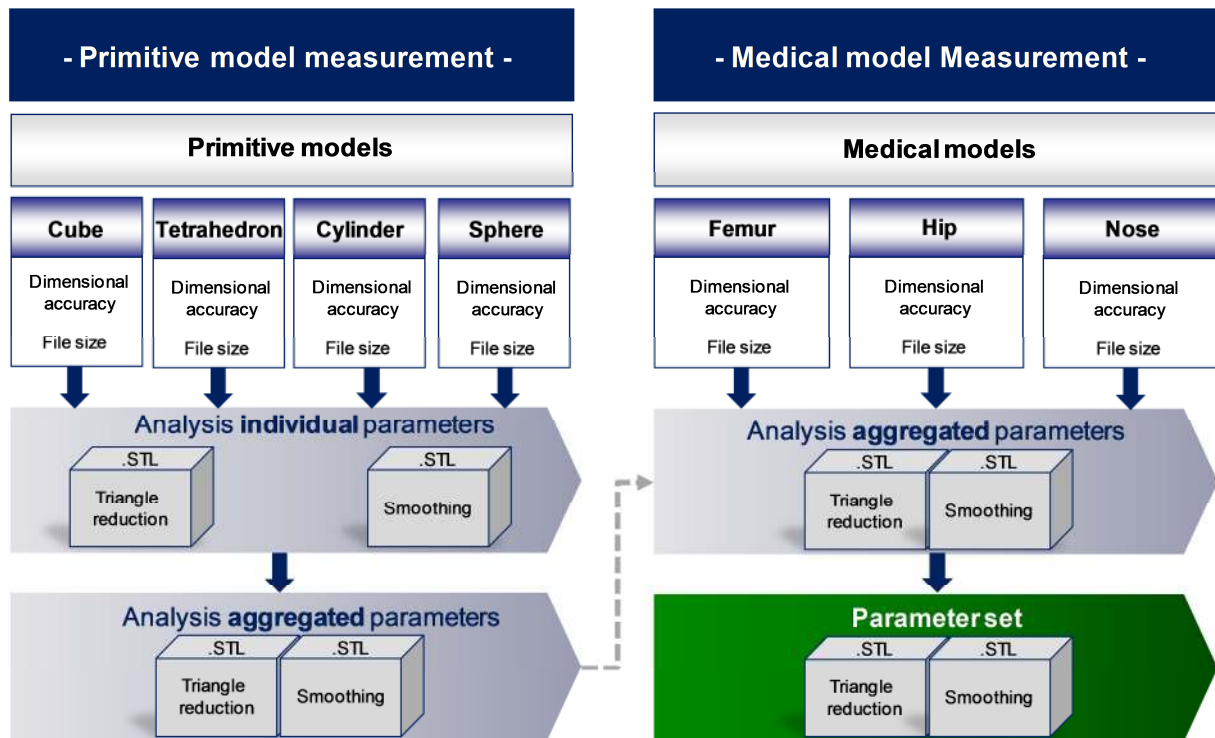 - Primitive model measurement -
Primitive models
Cube
Dimensional
accuracy
File size
Tetrahedron
Dimensional
accuracy
File size
Cylinder
Dimensional
accuracy
File size
Sphere
Dimensional
accuracy
File size
Analysis individual parameters
.STL
Triangle
reduction
.STL
Smoothing
Analysis aggregated parameters
.STL
Triangle
reduction
.STL
Smoothing
- Medical model Measurement -
Medical models
Femur
Dimensional
accuracy
File size
Hip
Dimensional
accuracy
File size
Nose
Dimensional
accuracy
File size
Analysis aggregated parameters
.STL
Triangle
reduction
.STL
Smoothing
Parameter set
.STL
Triangle
reduction
.STL
Smoothing